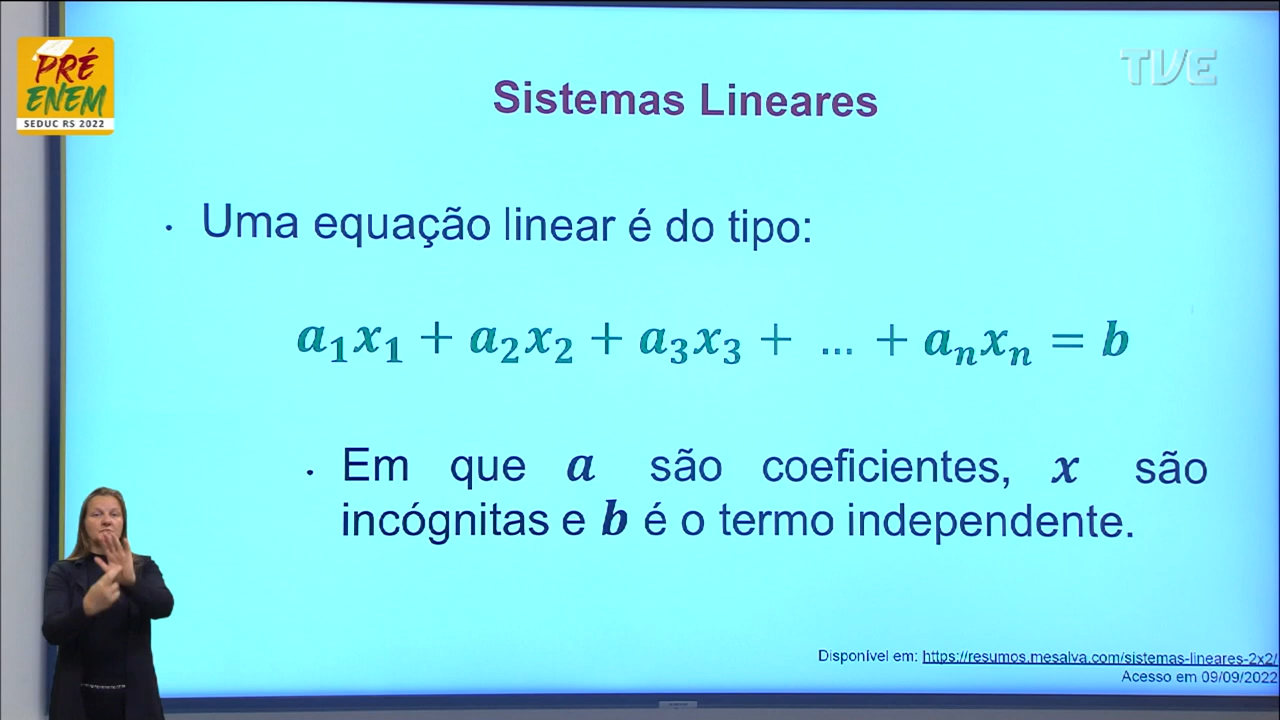 PRÉ
ENEM
SEDUC RS 2022
TVE
Sistemas Lineares
• Uma equação linear é do tipo:
a₁x₁ + a₂x₂ + a₃x₃ + ... + aₙxₙ = b
• Em que a são coeficientes, x são
incógnitas e b é o termo independente.
Disponível em: https://resumos.mesalva.com/sistemas-lineares-2x2/
Acesso em 09/09/2022